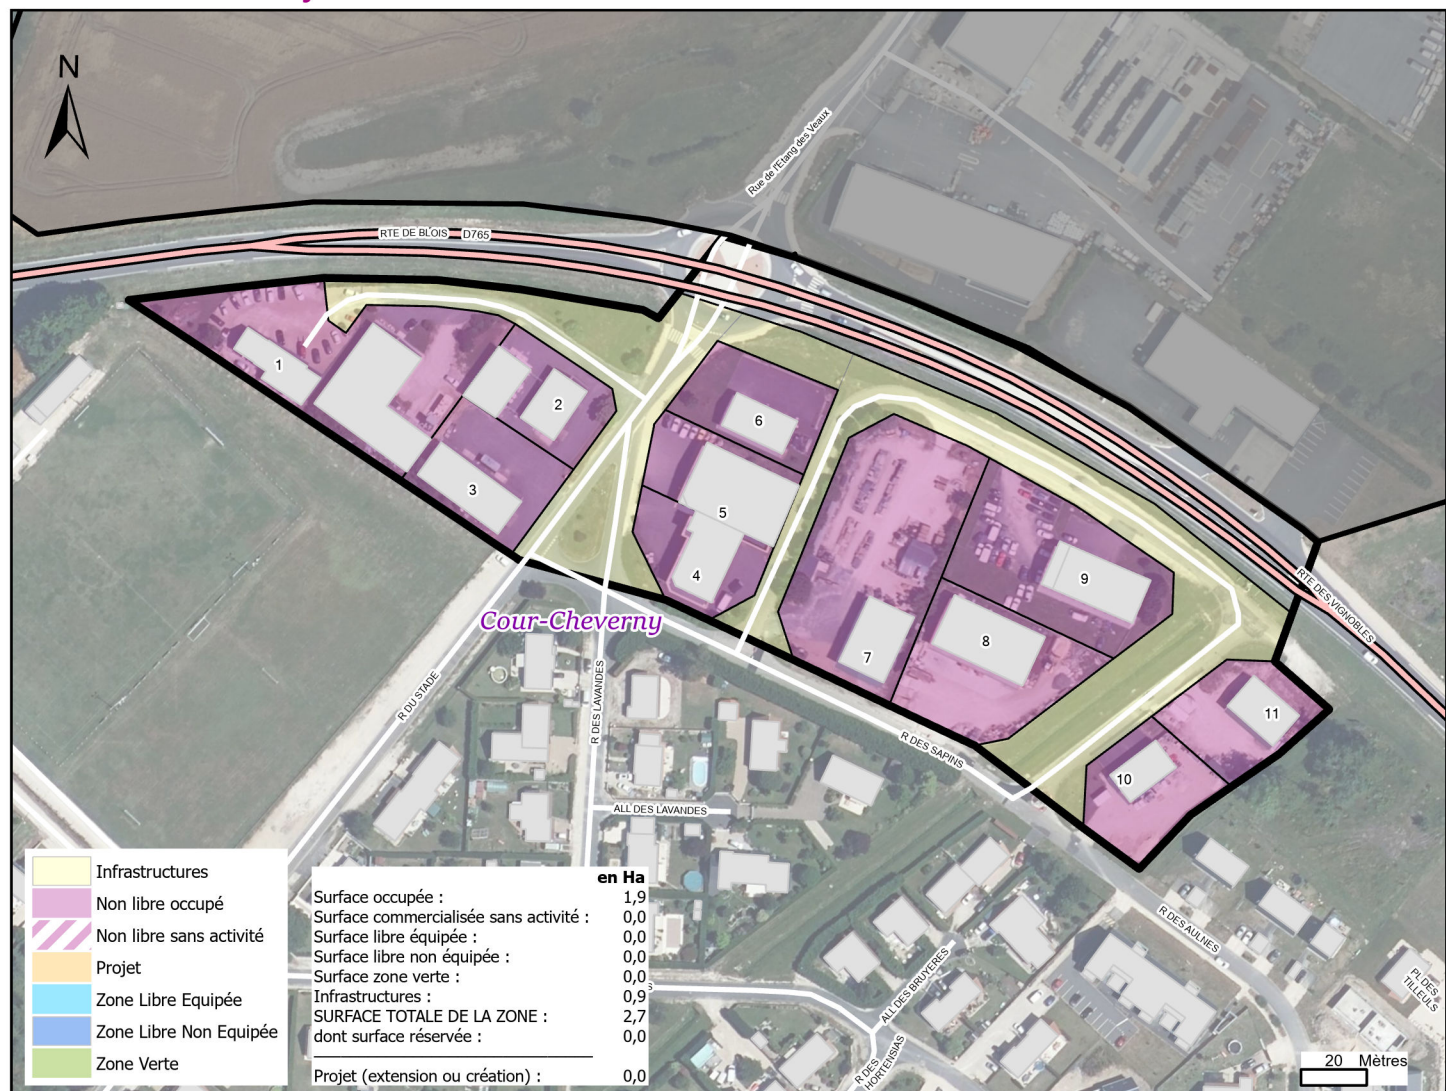 N
Rue de l'Etang des Veaux
RTE DE BLOIS D765
1
2
3
6
5
4
7
9
8
11
10
RTE DES VIGNOBLES
Cour-Cheverny
R DU STADE
R DES LAVANDES
R DES SAPINS
ALL DES LAVANDES
R DES AULNES
ALL DES BRUYERES
R DES
HORTENSIAS
PL DES
TILLEULS
Infrastructures
Non libre occupé
Non libre sans activité
Projet
Zone Libre Equipée
Zone Libre Non Equipée
Zone Verte
en Ha
Surface occupée : 1,9
Surface commercialisée sans activité : 0,0
Surface libre équipée : 0,0
Surface libre non équipée : 0,0
Surface zone verte : 0,0
Infrastructures : 0,9
SURFACE TOTALE DE LA ZONE : 2,7
dont surface réservée : 0,0
Projet (extension ou création) : 0,0
20 Mètres